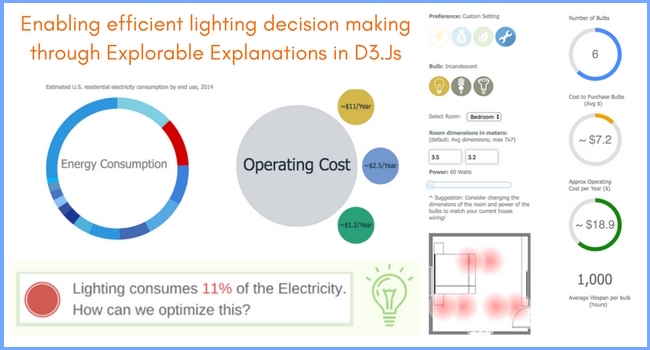 Enabling efficient lighting decision making
through Explorable Explanations in D3.Js
Estimated U.S. residential electricity consumption by end use, 2014
Energy Consumption
Operating Cost
~$11/Year
~$2.5/Year
~$1.2/Year
Lighting consumes 11% of the Electricity.
How can we optimize this?
Preference: Custom Setting
Bulb: Incandescent
Select Room: Bedroom
Room dimensions in meters:
(default: Avg dimensions; max 7x7)
3.5 3.2
Power: 60 Watts
^ Suggestion: Consider changing the
dimensions of the room and power of the
bulbs to match your current house
wiring!
Number of Bulbs
6
Cost to Purchase Bulbs
(Avg $)
~ $7.2
Approx Operating
Cost per Year ($)
~ $18.9
1,000
Average lifespan per bulb
(hours)